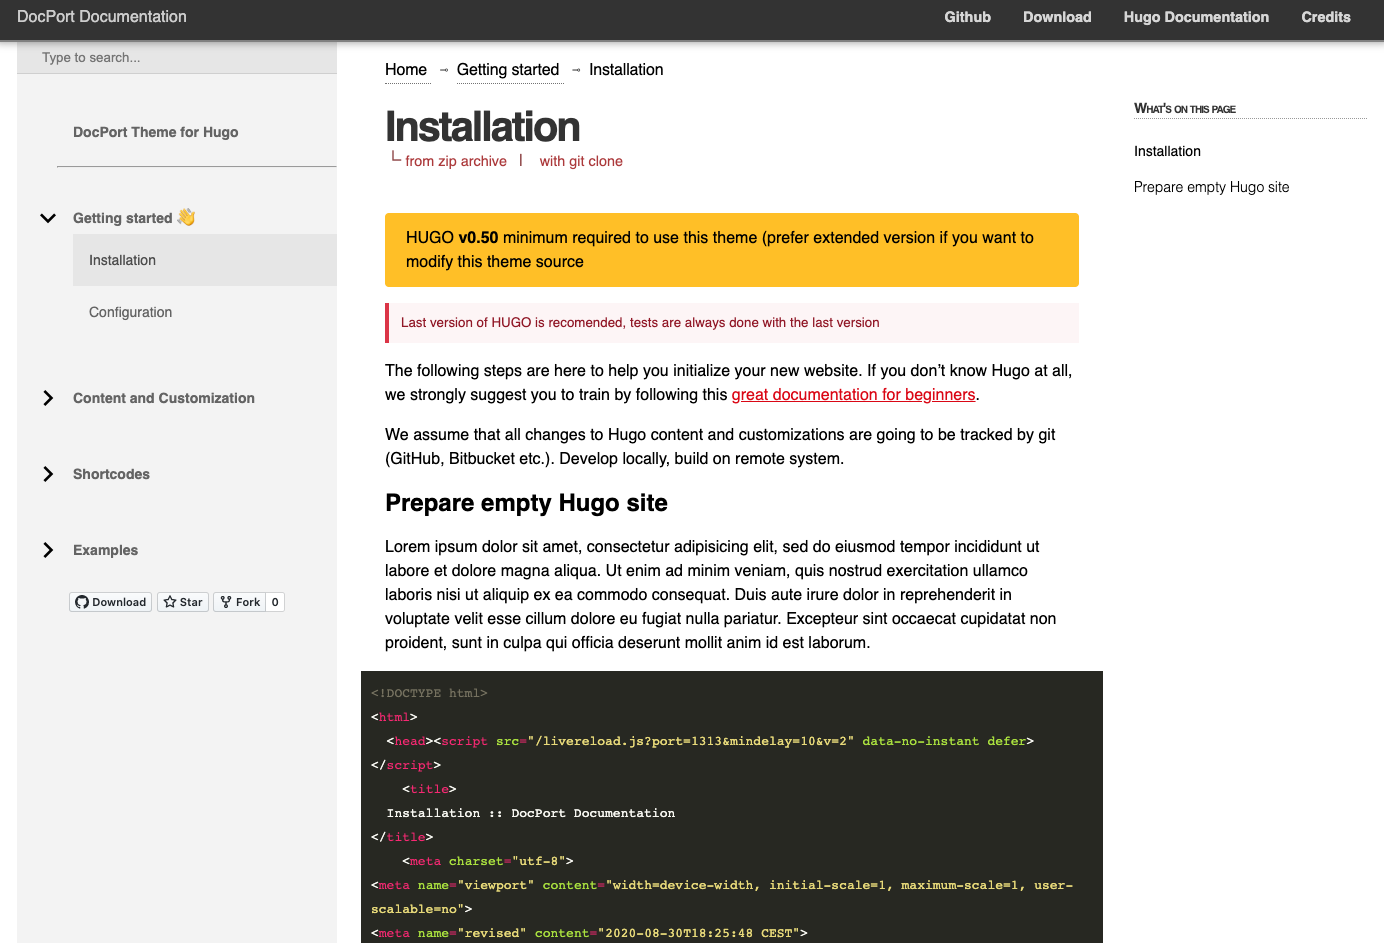 DocPort Documentation
Github Download Hugo Documentation Credits
Type to search...
DocPort Theme for Hugo
Getting started 👋
Installation
Configuration
Content and Customization
Shortcodes
Examples
Download Star Fork 0
Home → Getting started → Installation
Installation
└ from zip archive | with git clone
HUGO v0.50 minimum required to use this theme (prefer extended version if you want to
modify this theme source
Last version of HUGO is recomended, tests are always done with the last version
The following steps are here to help you initialize your new website. If you don’t know Hugo at all,
we strongly suggest you to train by following this great documentation for beginners.
We assume that all changes to Hugo content and customizations are going to be tracked by git
(GitHub, Bitbucket etc.). Develop locally, build on remote system.
Prepare empty Hugo site
Lorem ipsum dolor sit amet, consectetur adipisicing elit, sed do eiusmod tempor incididunt ut
labore et dolore magna aliqua. Ut enim ad minim veniam, quis nostrud exercitation ullamco
laboris nisi ut aliquip ex ea commodo consequat. Duis aute irure dolor in reprehenderit in
voluptate velit esse cillum dolore eu fugiat nulla pariatur. Excepteur sint occaecat cupidatat non
proident, sunt in culpa qui officia deserunt mollit anim id est laborum.
<!DOCTYPE html>
<html>
  <head><script src="/livereload.js?port=1313&mindelay=10&v=2" data-no-instant defer>
</script>
    <title>
  Installation :: DocPort Documentation
</title>
    <meta charset="utf-8">
<meta name="viewport" content="width=device-width, initial-scale=1, maximum-scale=1, user-
scalable=no">
<meta name="revised" content="2020-08-30T18:25:48 CEST">
What's on this page
Installation
Prepare empty Hugo site